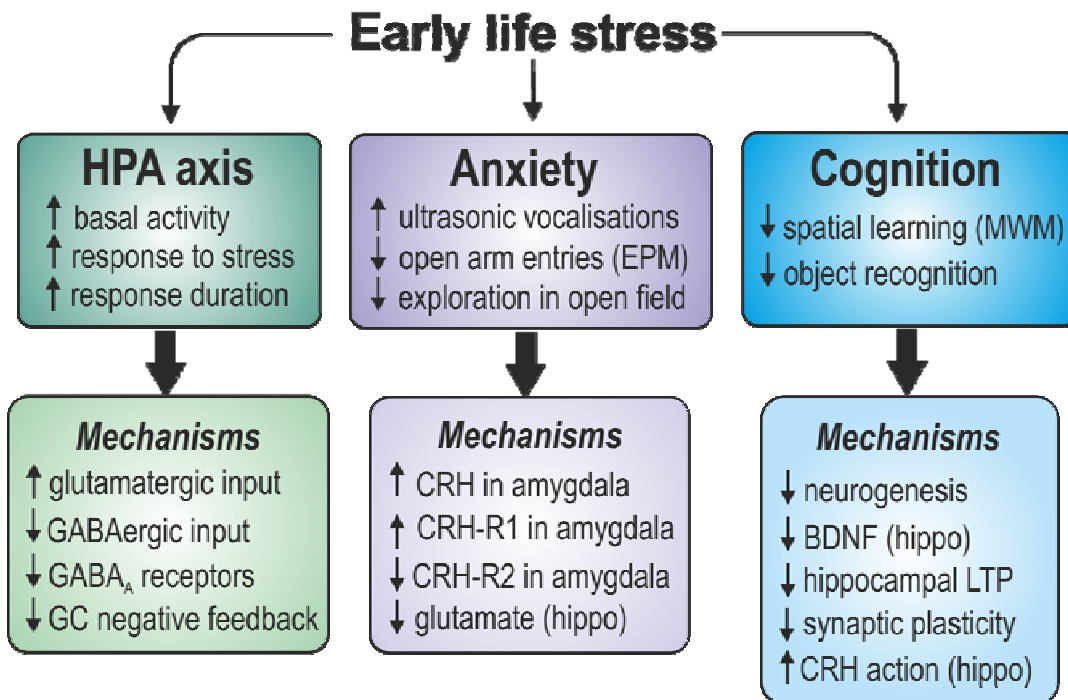 Early life stress
HPA axis
↑ basal activity
↑ response to stress
↑ response duration
Anxiety
↑ ultrasonic vocalisations
↓ open arm entries (EPM)
↓ exploration in open field
Cognition
↓ spatial learning (MWM)
↓ object recognition
Mechanisms
↑ glutamatergic input
↓ GABAergic input
↓ GABA_A receptors
↓ GC negative feedback
Mechanisms
↑ CRH in amygdala
↑ CRH-R1 in amygdala
↓ CRH-R2 in amygdala
↓ glutamate (hippo)
Mechanisms
↓ neurogenesis
↓ BDNF (hippo)
↓ hippocampal LTP
↓ synaptic plasticity
↑ CRH action (hippo)